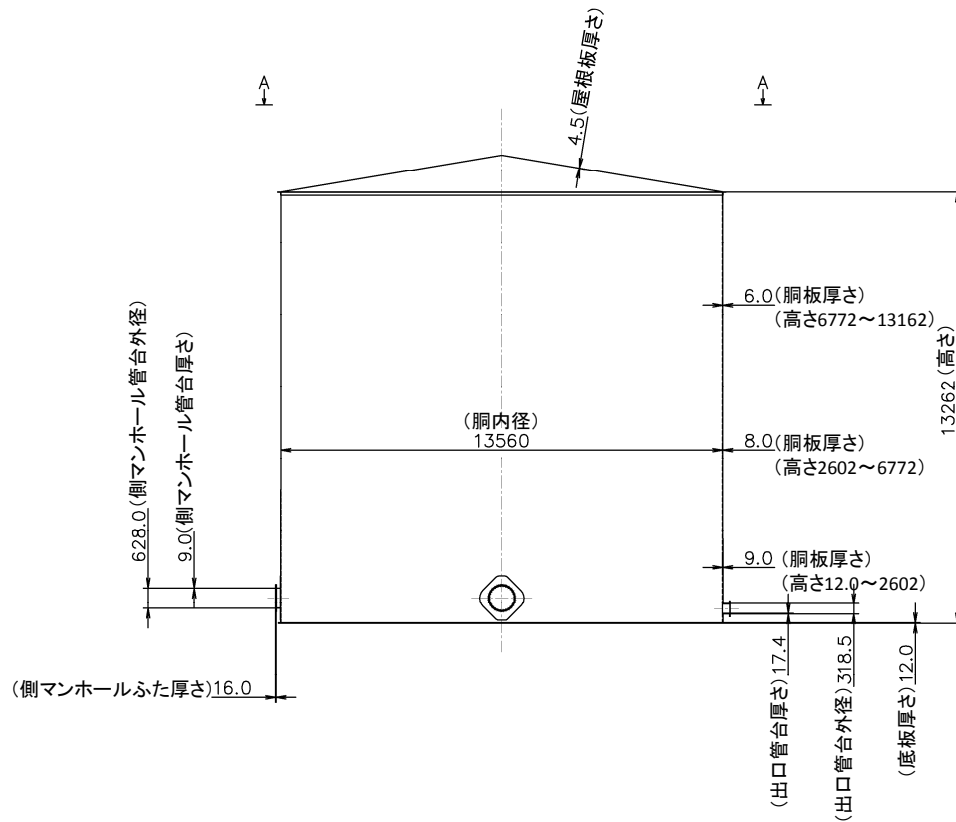 A
A
4.5(屋根板厚さ)
6.0(胴板厚さ)
(高さ6772～13162)
13262(高さ)
628.0(側マンホール管台外径)
9.0(側マンホール管台厚さ)
(胴内径)
13560
8.0(胴板厚さ)
(高さ2602～6772)
9.0(胴板厚さ)
(高さ12.0～2602)
(側マンホールふた厚さ)16.0
(出口管台厚さ)17.4
(出口管台外径)318.5
(底板厚さ)12.0